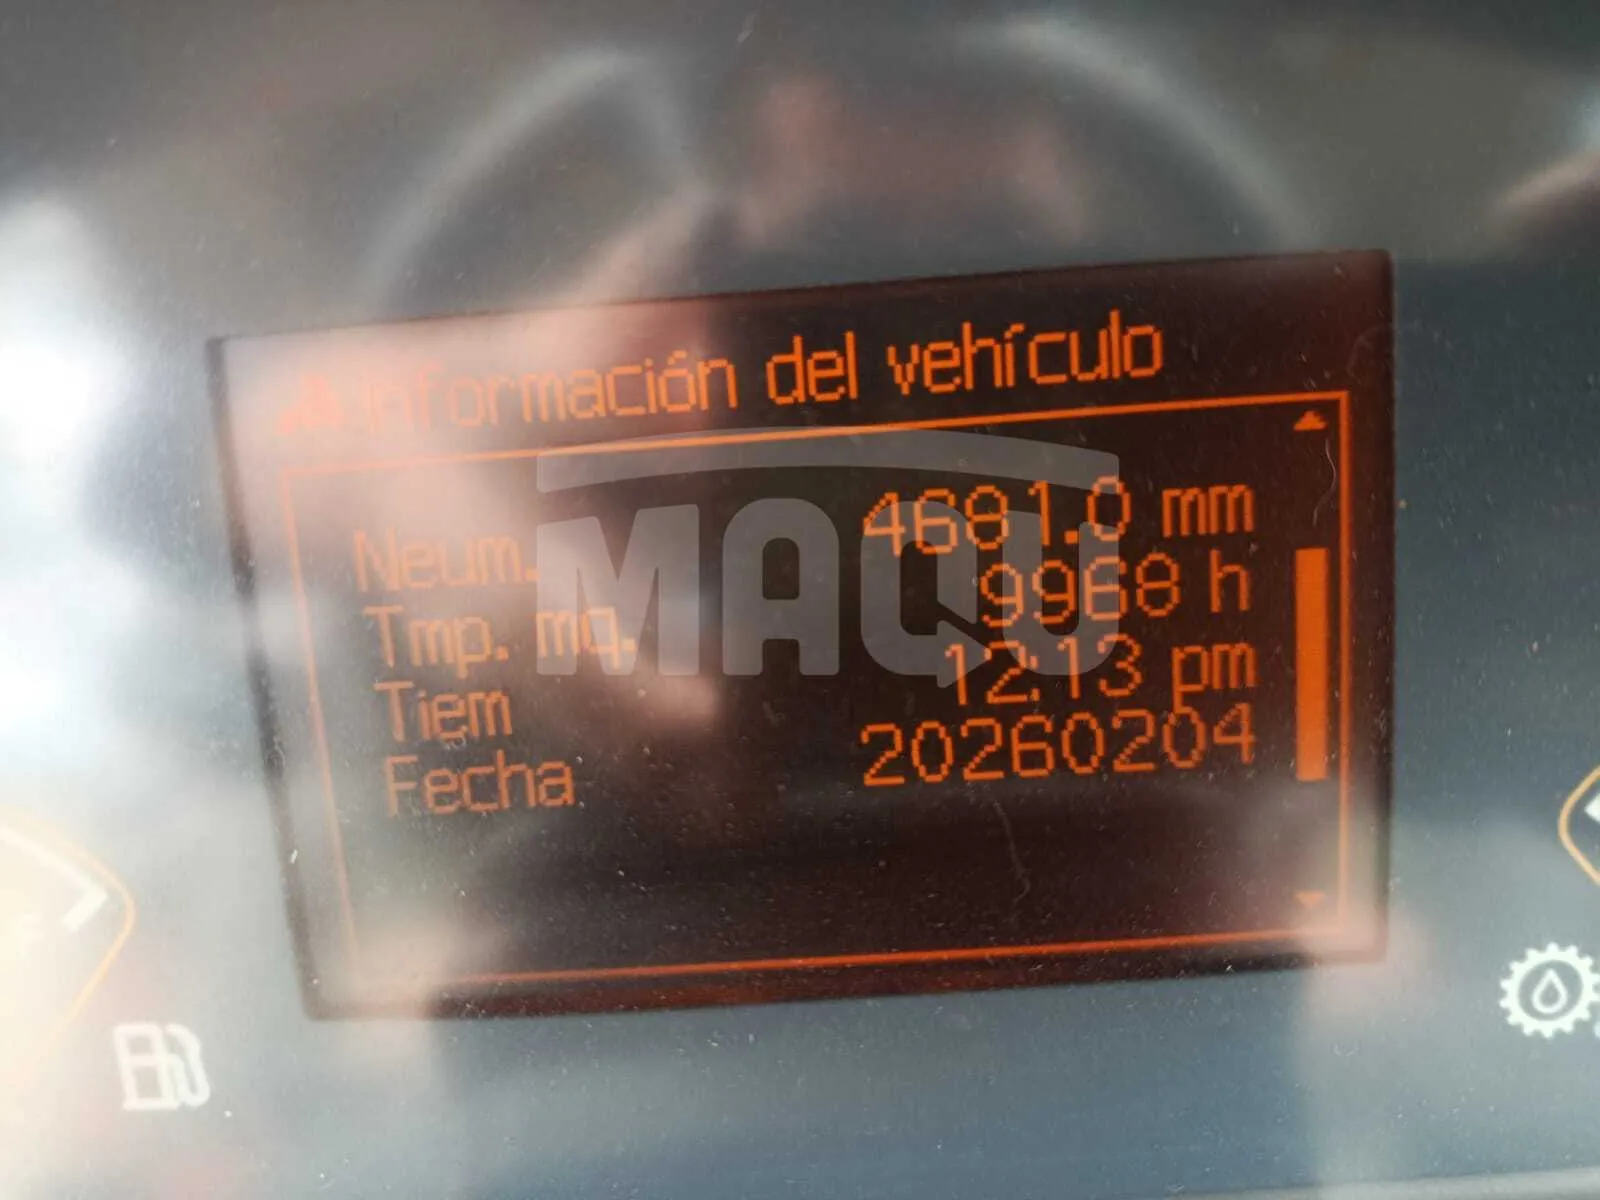 Información del vehículo
Neum. 4681.0 mm
Tmp. mq. 9968 h
Tiem 12:13 pm
Fecha 20260204
MAQU